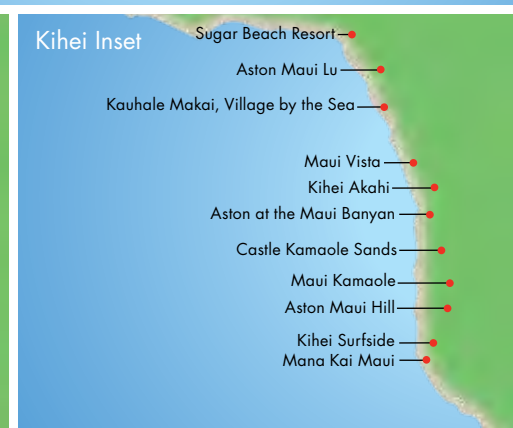 Kihei Inset
Sugar Beach Resort
Aston Maui Lu
Kauhale Makai, Village by the Sea
Maui Vista
Kihei Akahi
Aston at the Maui Banyan
Castle Kamaole Sands
Maui Kamaole
Aston Maui Hill
Kihei Surfside
Mana Kai Maui